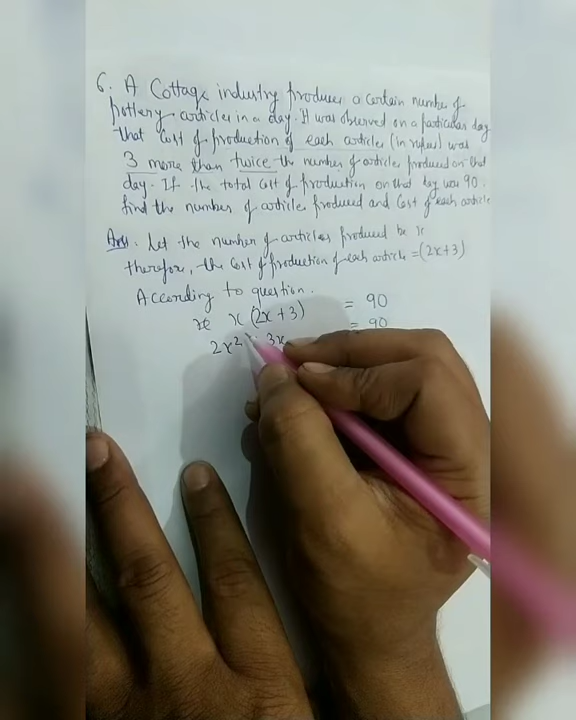 6. A Cottage industry produces a certain number of
pottery articles in a day. It was observed on a particular day
that cost of production of each articles (in rupees) was
3 more than twice the number of articles produced on that
day. If the total cost of production on that day was 90.
find the number of article produced and cost of each article
Ans: Let the number of articles produced be x
therefore, the cost of production of each article = (2x+3)
According to question.
x (2x+3) = 90
2x² 3x = 90